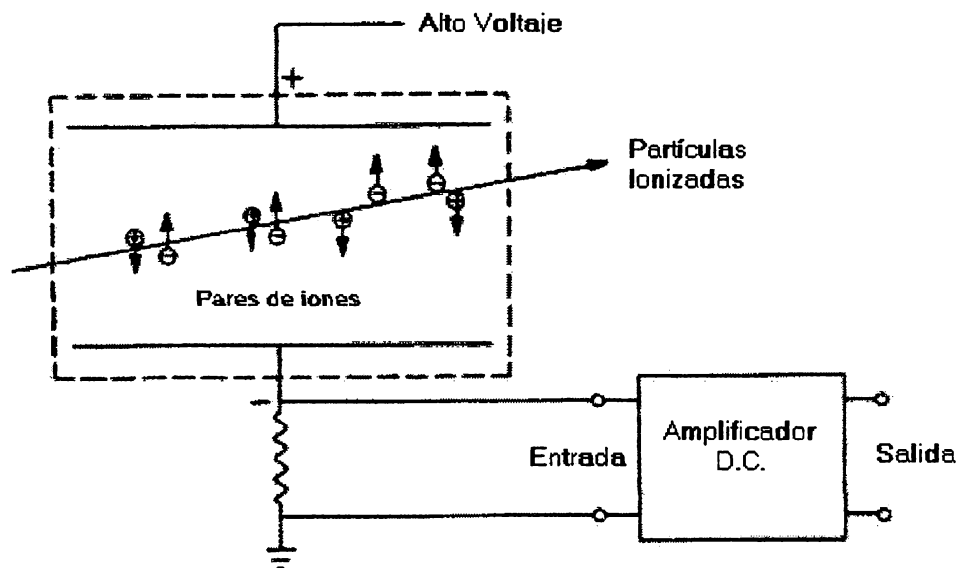 Alto Voltaje
+
Partículas
Ionizadas
Pares de iones
-
Entrada
Amplificador
D.C.
Salida